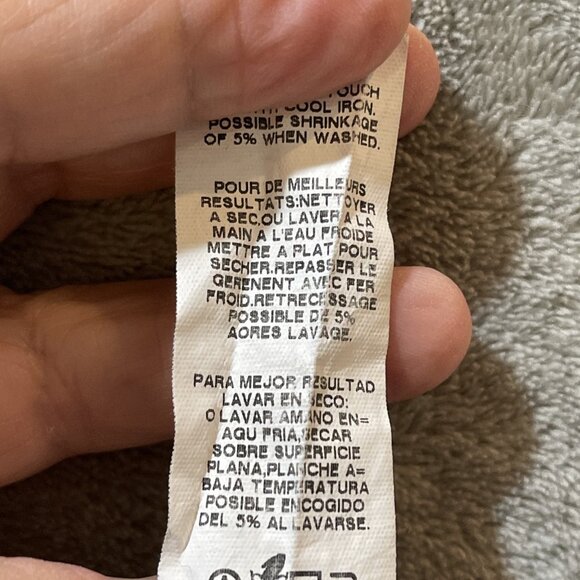 TOUCH
COOL IRON.
POSSIBLE SHRINKAGE
OF 5% WHEN WASHED.
POUR DE MEILLEURS
RESULTATS:NETTOYER
A SEC.OU LAVER A LA
MAIN A L'EAU FROIDE
METTRE A PLAT POUR
SECHER.REPASSER LE
GERENENT AVEC FER
FROID.RETRECISSAGE
POSSIBLE DE 5%
AORES LAVAGE.
PARA MEJOR RESULTAD
LAVAR EN SECO:
O LAVAR AMANO EN=
AGU FRIA,SECAR
SOBRE SUPERFICIE
PLANA,PLANCHE A=
BAJA TEMPERATURA
POSIBLE ENCOGIDO
DEL 5% AL LAVARSE.